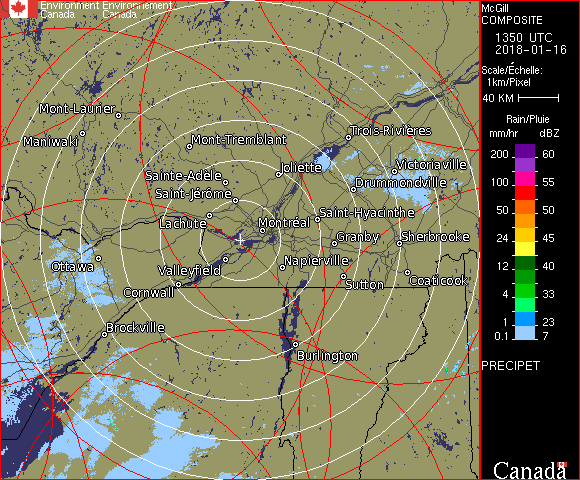 Environment Environnement
Canada Canada
McGill
COMPOSITE
1350 UTC
2018-01-16
Scale/Échelle:
1km/Pixel
40 KM
Rain/Pluie
mm/hr dBZ
200 60
100 55
50 50
24 45
12 40
4 33
1 23
0.1 7
PRECIPET
Canada
Mont-Laurier
Maniwaki
Mont-Tremblant
Trois-Rivières
Sainte-Adèle
Joliette
Victoriaville
Saint-Jérôme
Drummondville
Lachute
Montréal
Saint-Hyacinthe
Granby
Sherbrooke
Ottawa
Valleyfield
Napierville
Cornwall
Sutton
Coaticook
Brockville
Burlington